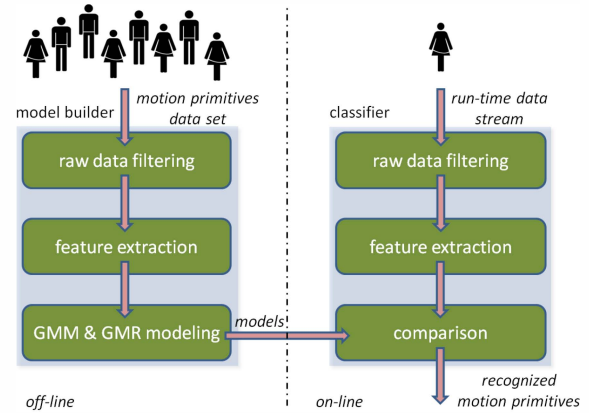 motion primitives
data set
model builder
raw data filtering
feature extraction
GMM & GMR modeling
models
off-line
run-time data
stream
classifier
raw data filtering
feature extraction
comparison
recognized
motion primitives
on-line